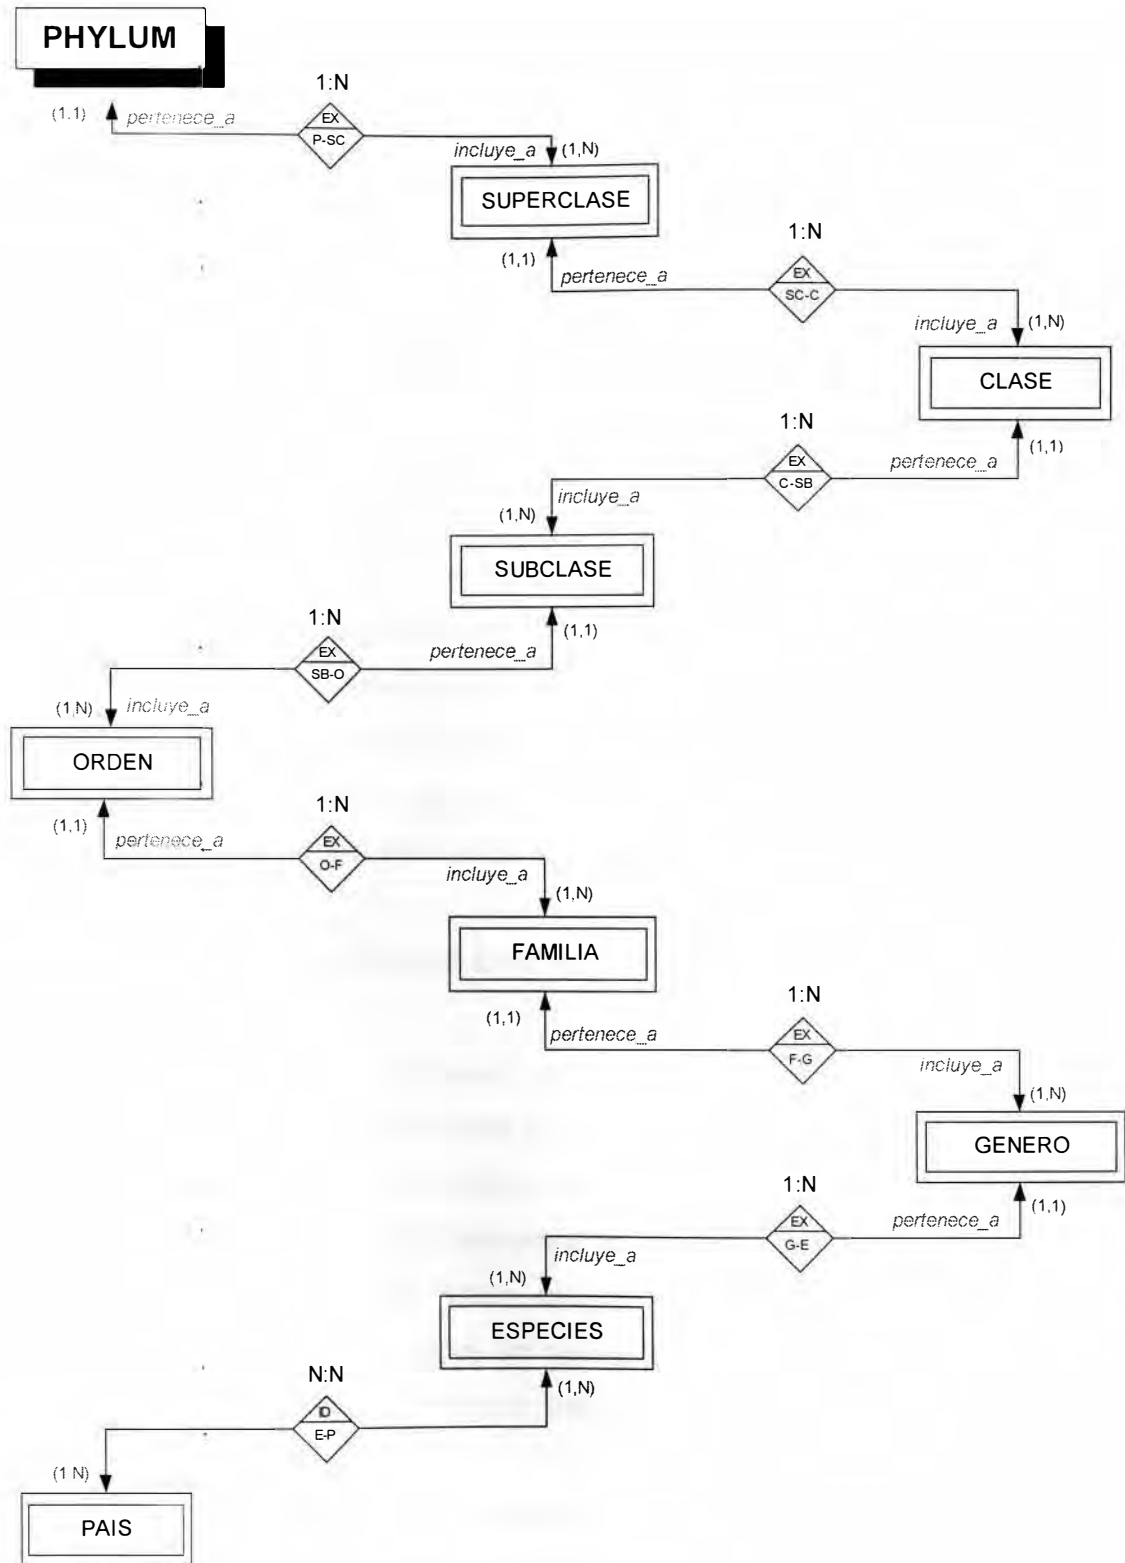 PHYLUM
1:N
(1.1)
pertenece_a
EX
P-SC
incluye_a
(1,N)
SUPERCLASE
(1,1)
pertenece_a
1:N
EX
SC-C
incluye_a
(1,N)
CLASE
1:N
EX
C-SB
pertenece_a
(1,1)
incluye_a
(1,N)
SUBCLASE
1:N
EX
SB-O
pertenece_a
(1,1)
(1,N)
incluye_a
ORDEN
1:N
(1,1)
pertenece_a
EX
O-F
incluye_a
(1,N)
FAMILIA
1:N
(1,1)
pertenece_a
EX
F-G
incluye_a
(1,N)
GENERO
1:N
EX
G-E
pertenece_a
(1,1)
incluye_a
(1,N)
ESPECIES
N:N
ID
E-P
(1,N)
(1 N)
PAIS